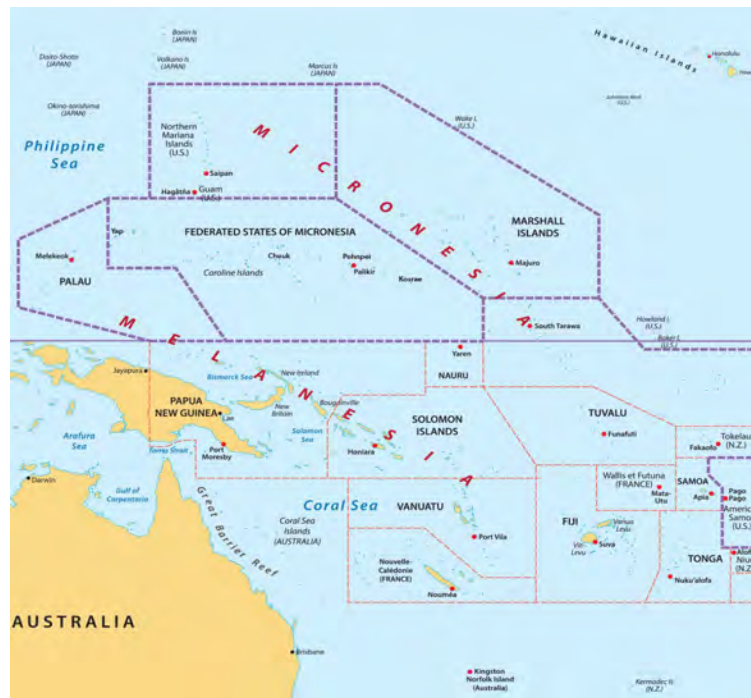 Bonin Is
(JAPAN)
Daito-Shoto
(JAPAN)
Volkano Is
(JAPAN)
Marcus Is
(JAPAN)
Hawaiian Islands
Honolulu
Okino-torishima
(JAPAN)
Wake I.
(U.S.)
Philippine
Sea
Northern
Mariana
Islands
(U.S.)
MICRONESIA
Saipan
Hagåtña
Guam
(U.S.)
Yap
FEDERATED STATES OF MICRONESIA
MARSHALL
ISLANDS
Melekeok
Caroline Islands
Chuuk
Pohnpei
Palikir
Kosrae
Majuro
PALAU
MELANESIA
South Tarawa
Howland I.
(U.S.)
Baker I.
(U.S.)
Yaren
NAURU
Jayapura
Bismarck Sea
New Ireland
PAPUA
NEW GUINEA
Lae
New
Britain
Bougainville
SOLOMON
ISLANDS
TUVALU
Arafura
Sea
Port
Moresby
Solomon
Sea
Honiara
Funafuti
Tokelau
(N.Z.)
Fakaofo
Torres Strait
Darwin
Gulf of
Carpentaria
Great Barrier Reef
Coral Sea
Coral Sea
Islands
(AUSTRALIA)
VANUATU
Port Vila
Wallis et Futuna
(FRANCE)
Mata-
Utu
SAMOA
Apia
Pago
Pago
America
Samo
(U.S.)
FIJI
Vanua
Levu
Viti
Levu
Suva
Nouvelle-
Calédonie
(FRANCE)
Nouméa
TONGA
Nuku'alofa
Alof
Niu
(N.Z.)
AUSTRALIA
Brisbane
Kingston
Norfolk Island
(Australia)
Kermadec Is
(N.Z.)